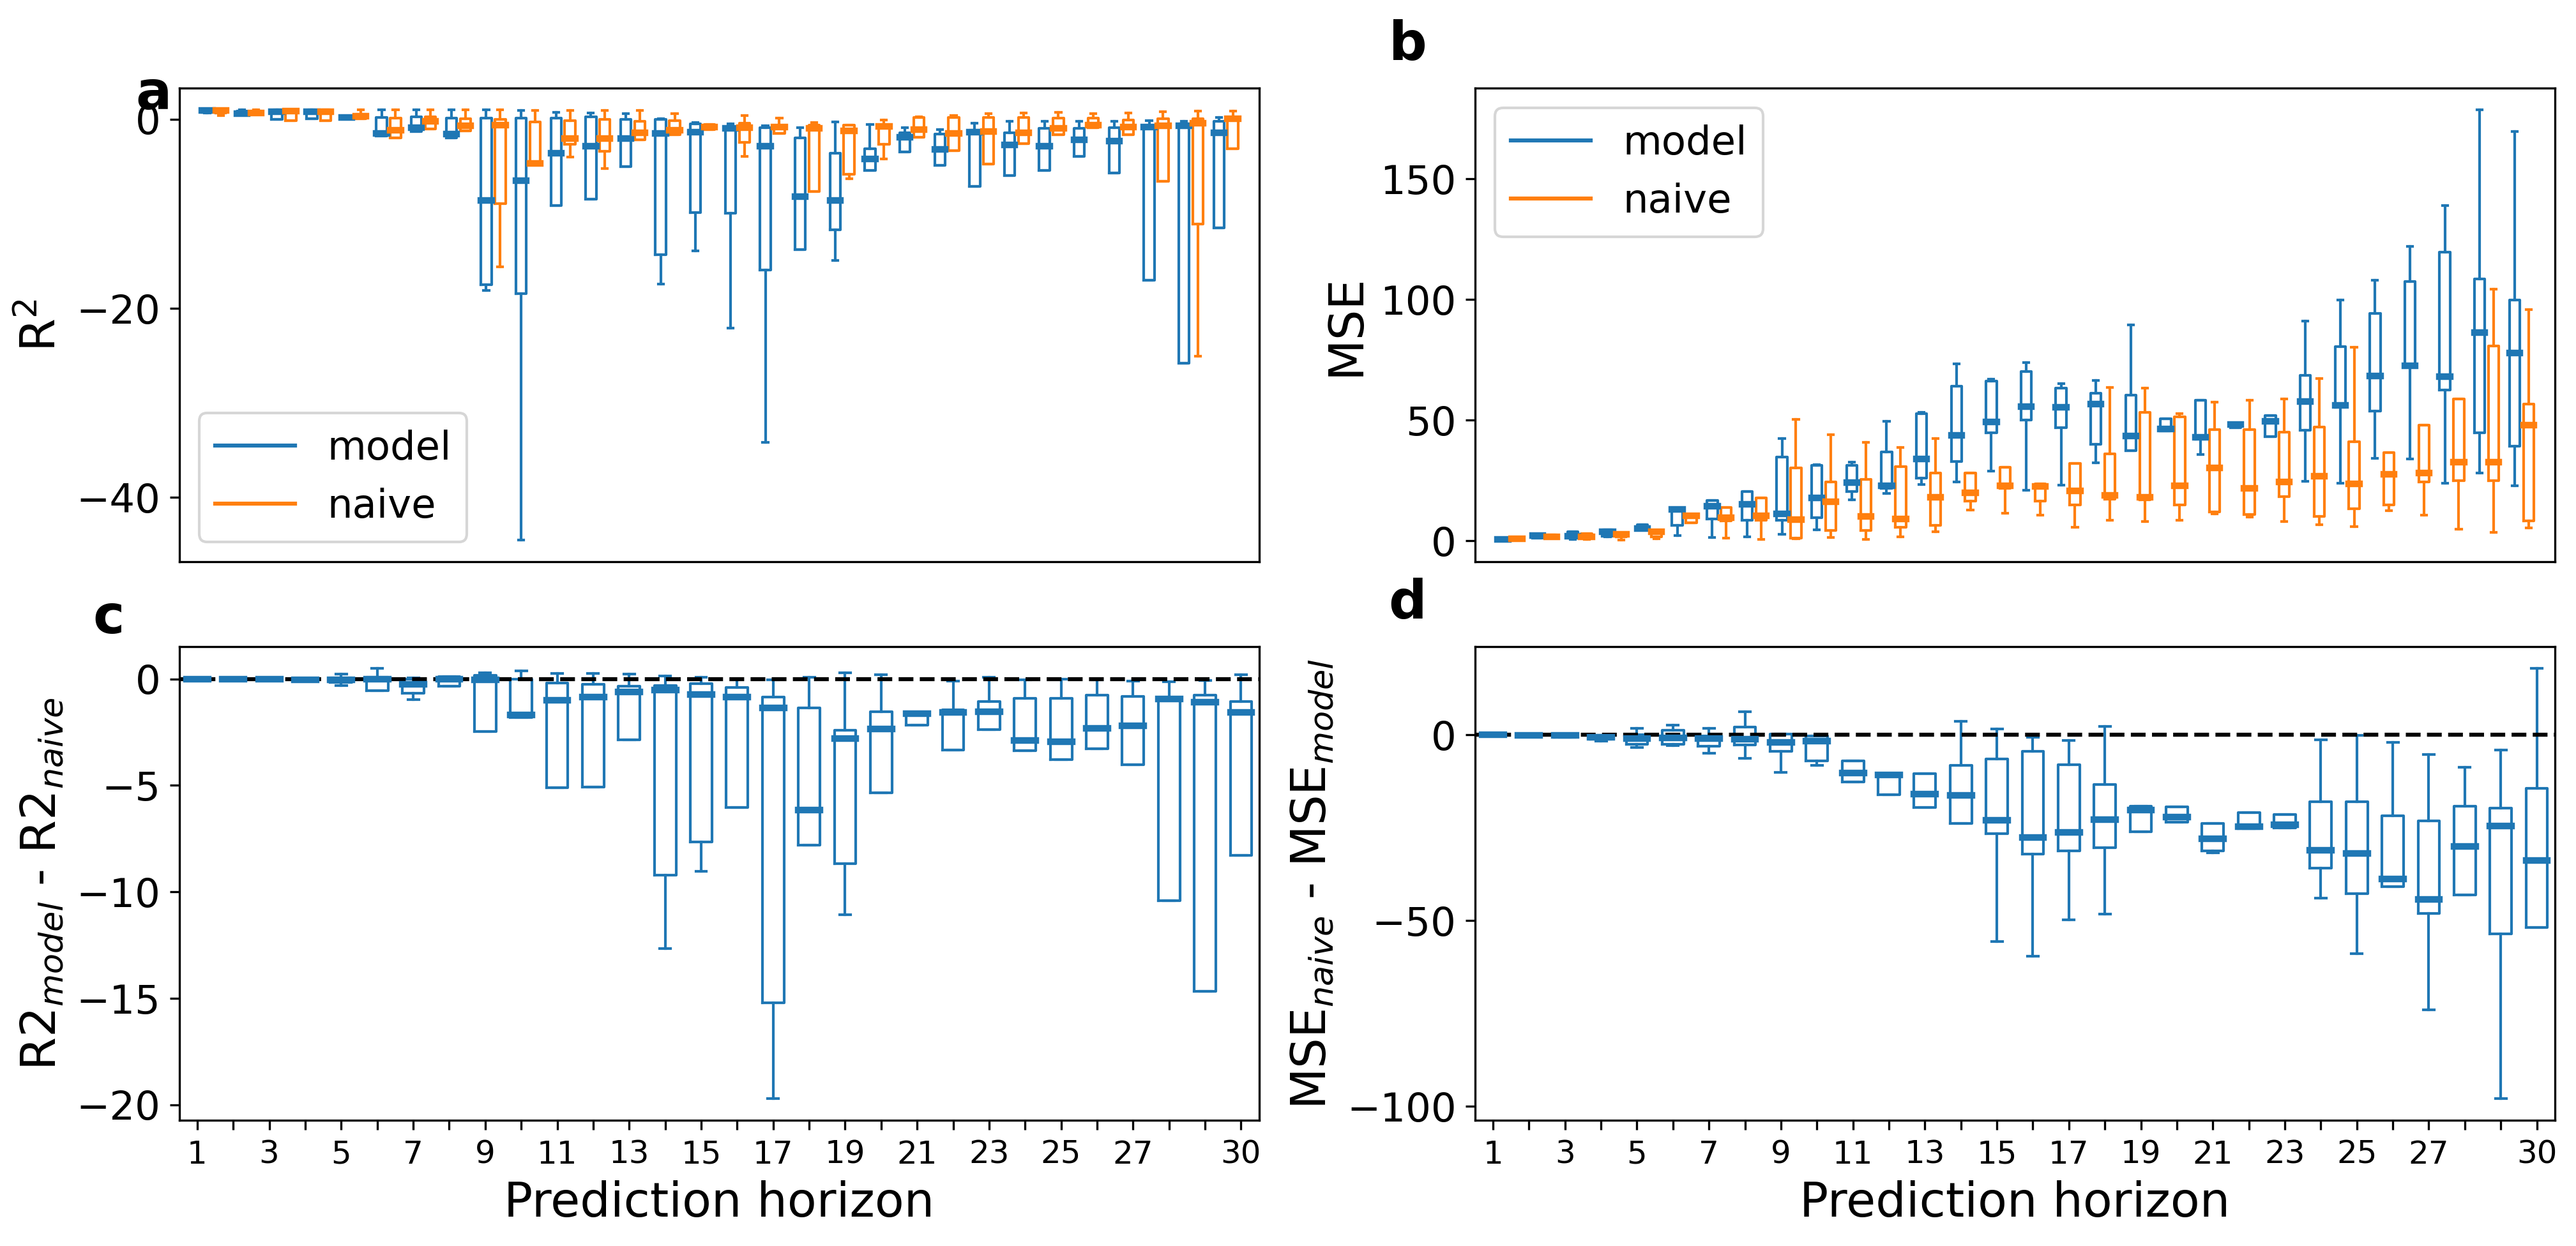 a
0
−20
−40
R²
model
naive
b
150
100
50
0
MSE
model
naive
c
0
−5
−10
−15
−20
R2model - R2naive
1 3 5 7 9 11 13 15 17 19 21 23 25 27 30
Prediction horizon
d
0
−50
−100
MSEnaive - MSEmodel
1 3 5 7 9 11 13 15 17 19 21 23 25 27 30
Prediction horizon